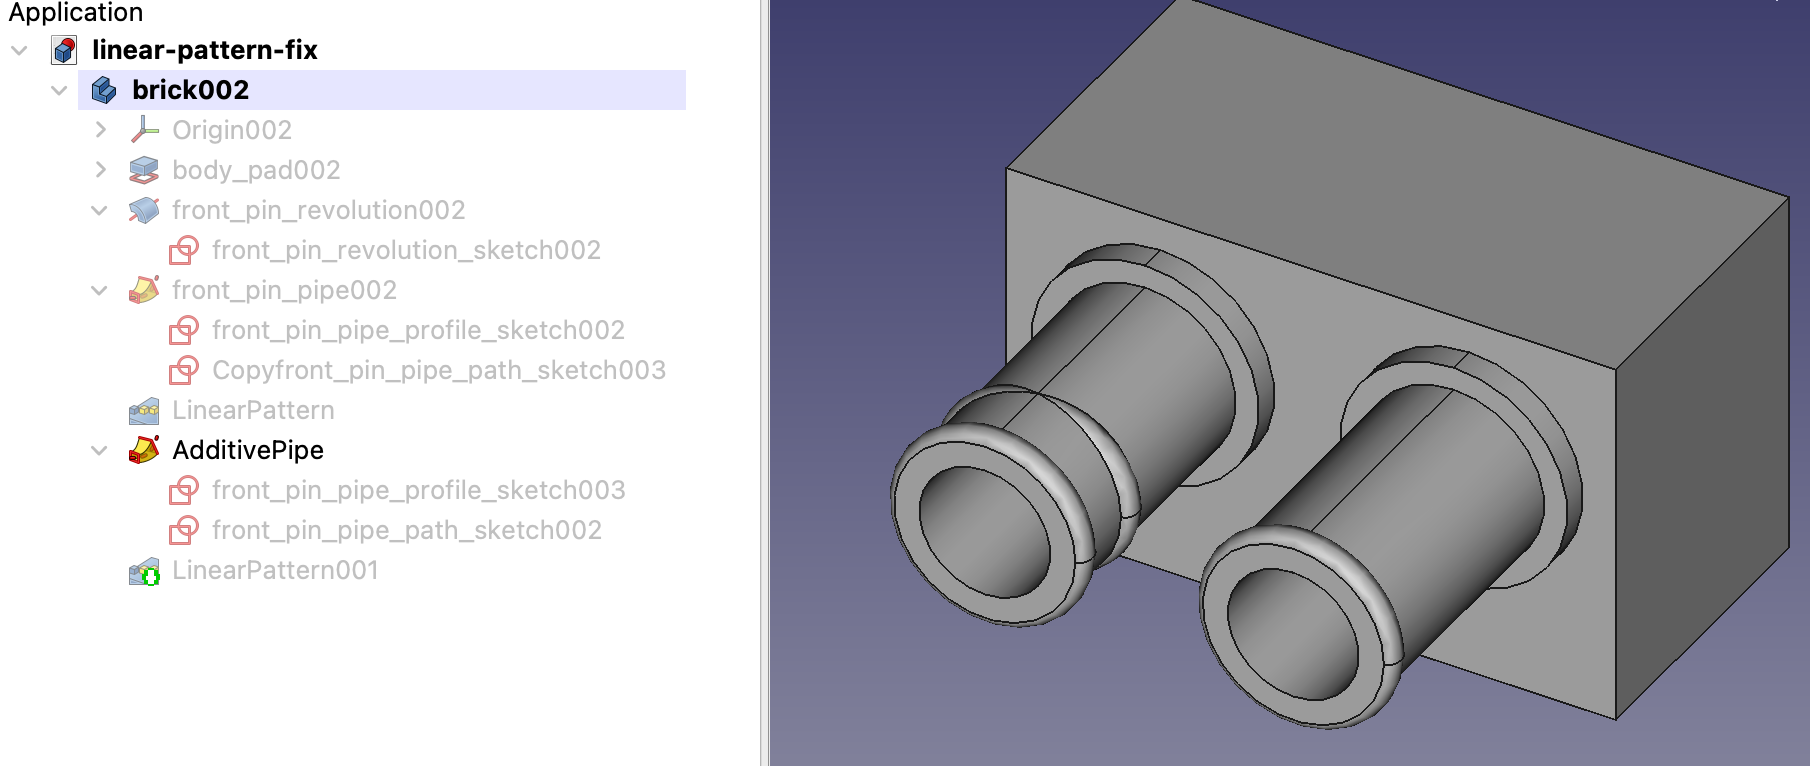 Application
linear-pattern-fix
brick002
Origin002
body_pad002
front_pin_revolution002
front_pin_revolution_sketch002
front_pin_pipe002
front_pin_pipe_profile_sketch002
Copyfront_pin_pipe_path_sketch003
LinearPattern
AdditivePipe
front_pin_pipe_profile_sketch003
front_pin_pipe_path_sketch002
LinearPattern001